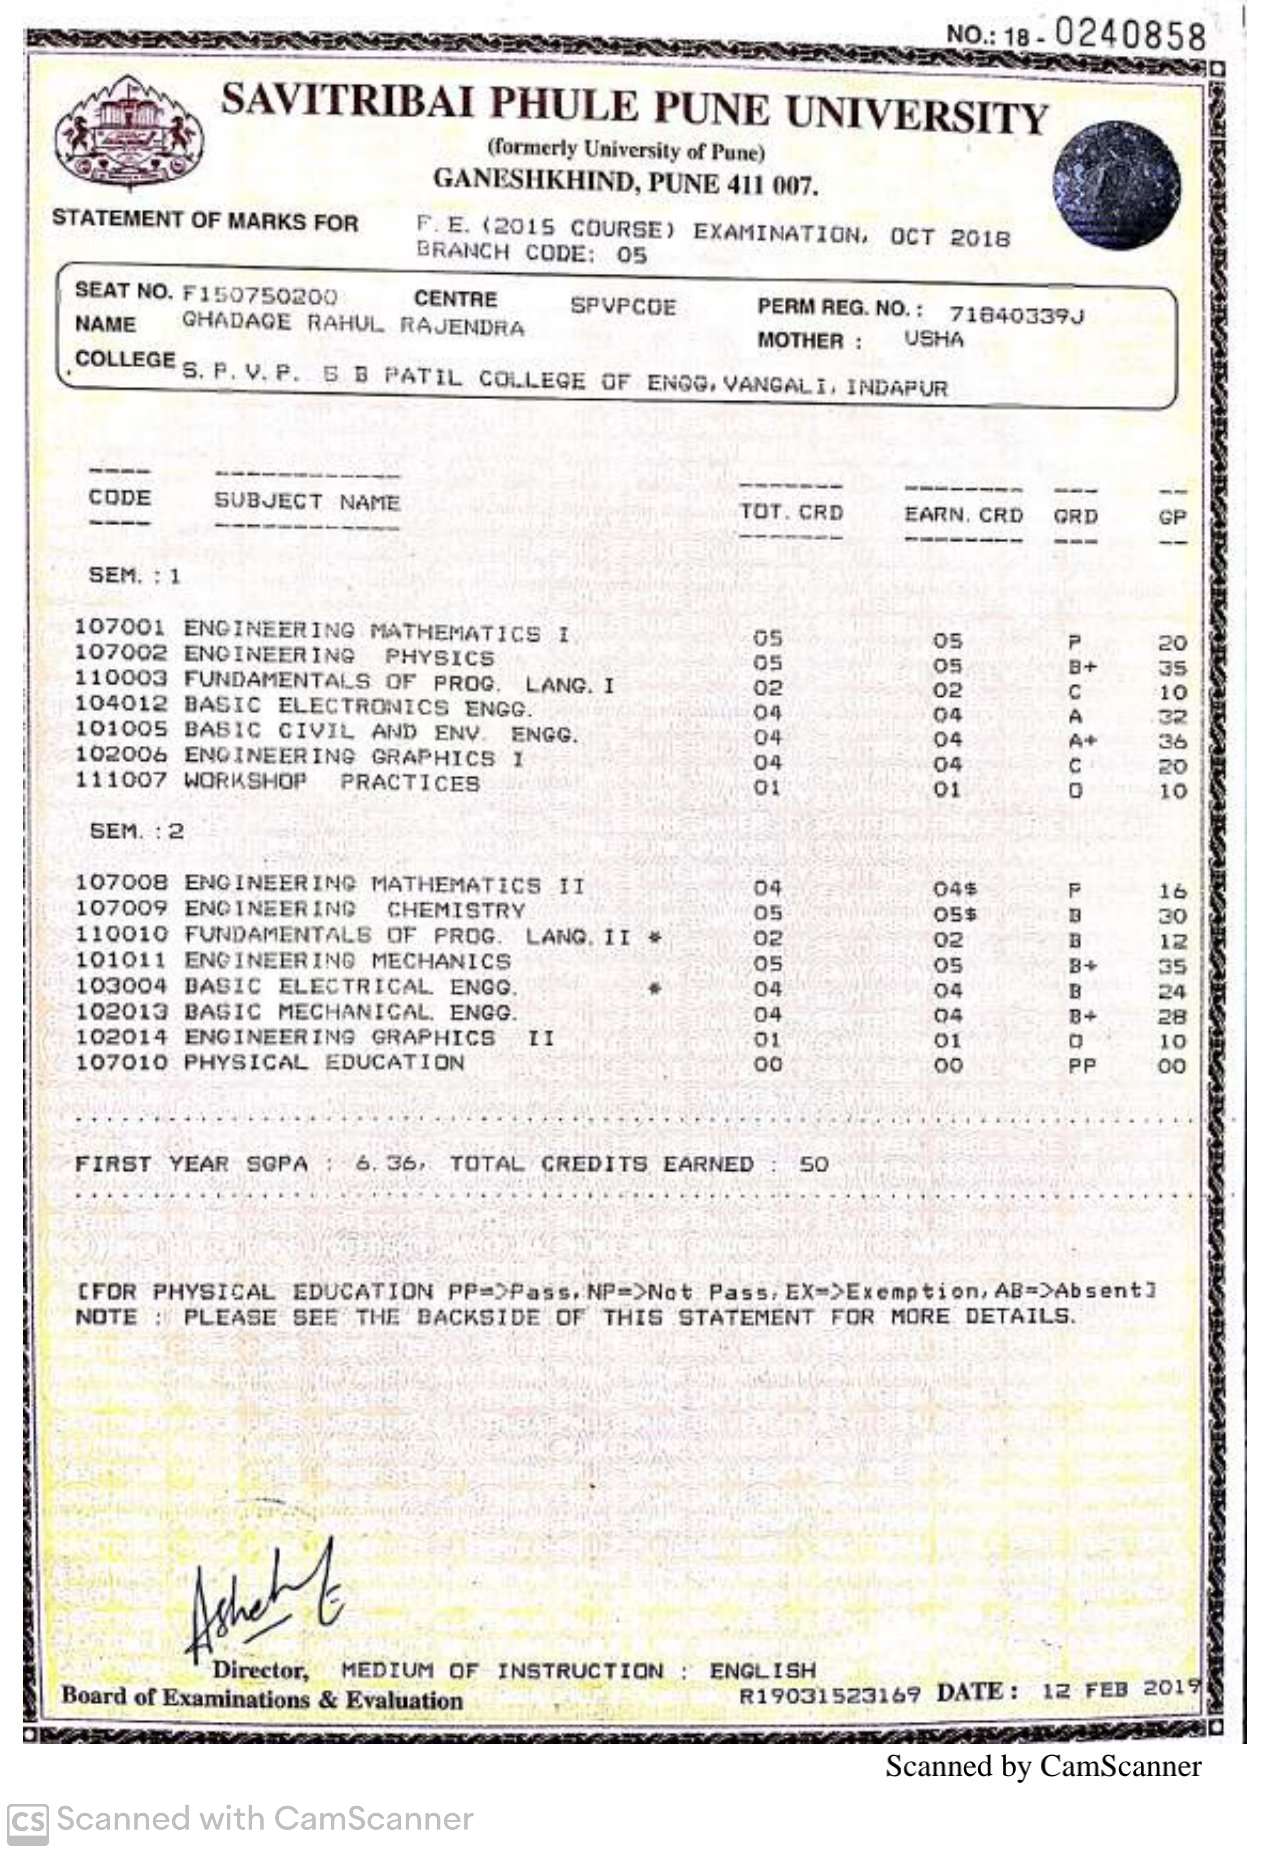 NO.: 18 - 0240858
SAVITRIBAI PHULE PUNE UNIVERSITY
(formerly University of Pune)
GANESHKHIND, PUNE 411 007.
STATEMENT OF MARKS FOR F. E. (2015 COURSE) EXAMINATION, OCT 2018
BRANCH CODE: 05
SEAT NO. F150750200 CENTRE SPVPCOE PERM REG. NO. : 71840339J
NAME GHADAGE RAHUL RAJENDRA MOTHER : USHA
COLLEGE S. P. V. P. S B PATIL COLLEGE OF ENGG, VANGALI, INDAPUR
CODE SUBJECT NAME TOT. CRD EARN. CRD GRD GP
SEM. : 1
107001 ENGINEERING MATHEMATICS I 05 05 P 20
107002 ENGINEERING PHYSICS 05 05 B+ 35
110003 FUNDAMENTALS OF PROG. LANG. I 02 02 C 10
104012 BASIC ELECTRONICS ENGG. 04 04 A 32
101005 BASIC CIVIL AND ENV. ENGG. 04 04 A+ 36
102006 ENGINEERING GRAPHICS I 04 04 C 20
111007 WORKSHOP PRACTICES 01 01 O 10
SEM. : 2
107008 ENGINEERING MATHEMATICS II 04 04$ P 16
107009 ENGINEERING CHEMISTRY 05 05$ B 30
110010 FUNDAMENTALS OF PROG. LANG. II * 02 02 B 12
101011 ENGINEERING MECHANICS 05 05 B+ 35
103004 BASIC ELECTRICAL ENGG. * 04 04 B 24
102013 BASIC MECHANICAL ENGG. 04 04 B+ 28
102014 ENGINEERING GRAPHICS II 01 01 O 10
107010 PHYSICAL EDUCATION 00 00 PP 00
FIRST YEAR SGPA : 6.36, TOTAL CREDITS EARNED : 50
[FOR PHYSICAL EDUCATION PP=>Pass, NP=>Not Pass, EX=>Exemption, AB=>Absent]
NOTE : PLEASE SEE THE BACKSIDE OF THIS STATEMENT FOR MORE DETAILS.
Director, MEDIUM OF INSTRUCTION : ENGLISH
Board of Examinations & Evaluation R19031523169 DATE : 12 FEB 2019
Scanned by CamScanner
CS Scanned with CamScanner